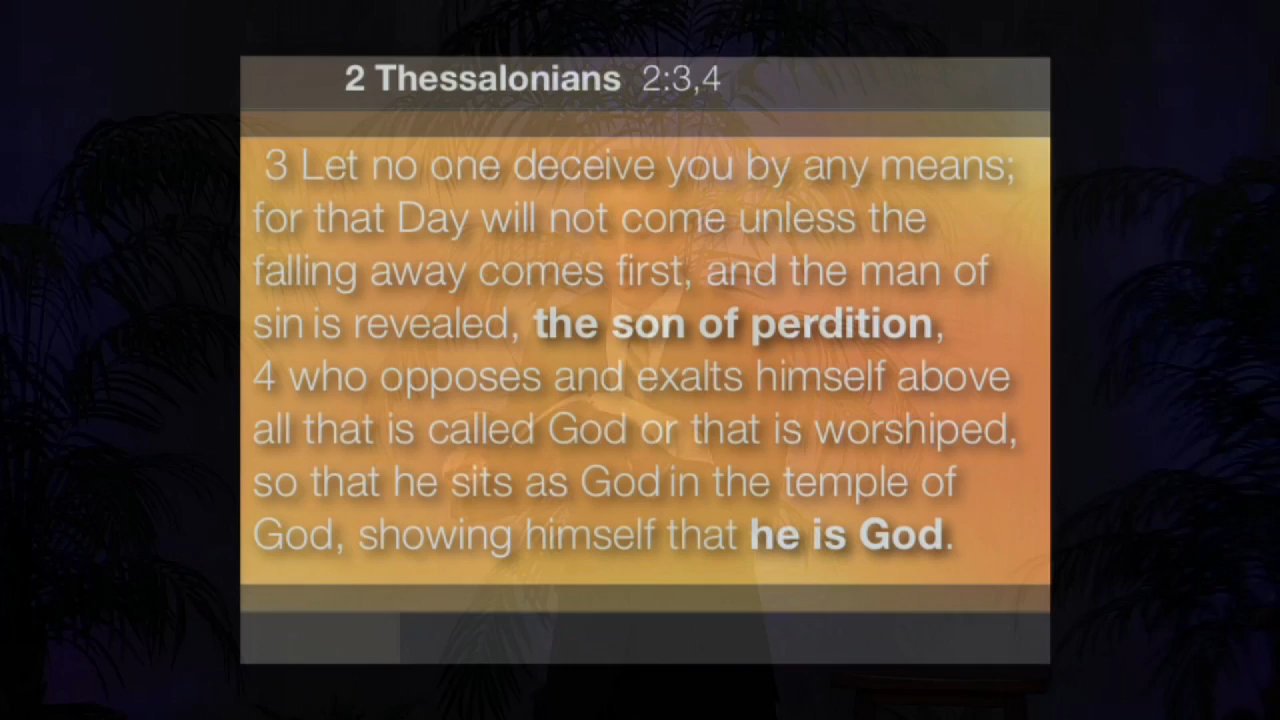 2 Thessalonians 2:3,4
3 Let no one deceive you by any means;
for that Day will not come unless the
falling away comes first, and the man of
sin is revealed, the son of perdition,
4 who opposes and exalts himself above
all that is called God or that is worshiped,
so that he sits as God in the temple of
God, showing himself that he is God.